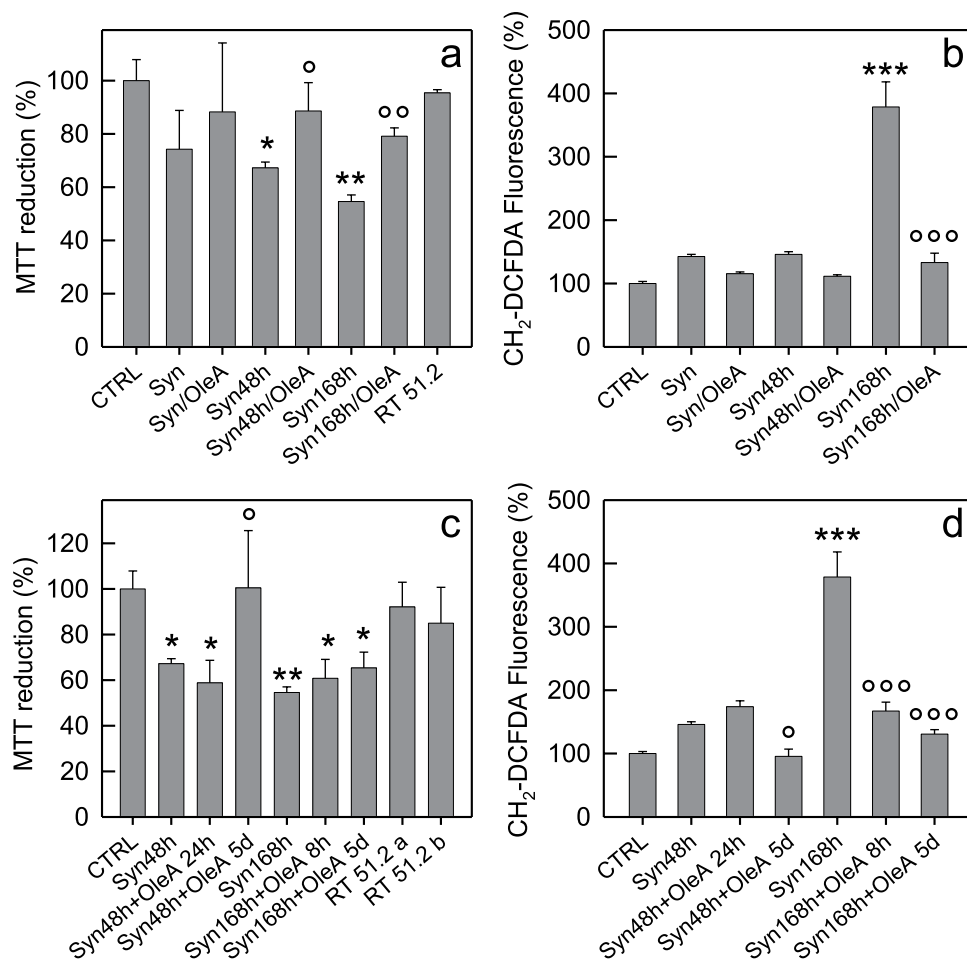 a
MTT reduction (%)
100
80
60
40
20
0
°
*
**
°°
CTRL
Syn
Syn/OleA
Syn48h
Syn48h/OleA
Syn168h
Syn168h/OleA
RT 51.2
b
CH₂-DCFDA Fluorescence (%)
500
400
300
200
100
0
***
°°°
CTRL
Syn
Syn/OleA
Syn48h
Syn48h/OleA
Syn168h
Syn168h/OleA
c
MTT reduction (%)
120
100
80
60
40
20
0
*
*
°
**
*
*
CTRL
Syn48h
Syn48h+OleA 24h
Syn48h+OleA 5d
Syn168h
Syn168h+OleA 8h
Syn168h+OleA 5d
RT 51.2 a
RT 51.2 b
d
CH₂-DCFDA Fluorescence (%)
500
400
300
200
100
0
°
***
°°°
°°°
CTRL
Syn48h
Syn48h+OleA 24h
Syn48h+OleA 5d
Syn168h
Syn168h+OleA 8h
Syn168h+OleA 5d